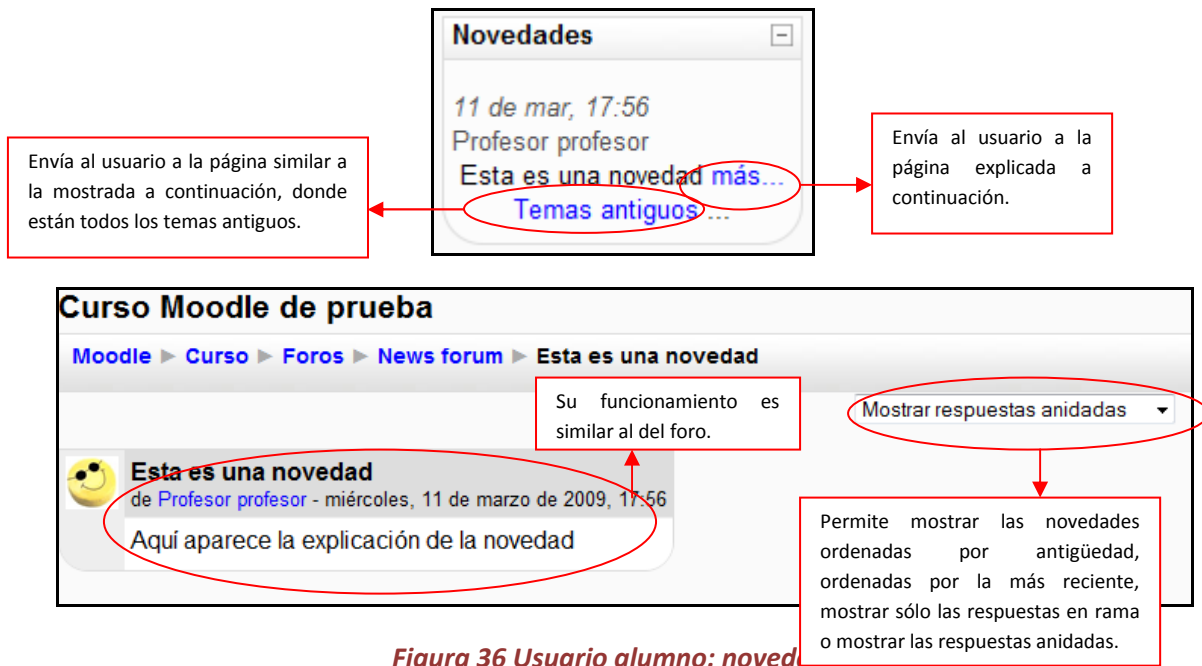 Novedades
11 de mar, 17:56
Profesor profesor
Esta es una novedad más...
Temas antiguos ...
Envía al usuario a la página similar a
la mostrada a continuación, donde
están todos los temas antiguos.
Envía al usuario a la
página explicada a
continuación.
Curso Moodle de prueba
Moodle ► Curso ► Foros ► News forum ► Esta es una novedad
Su funcionamiento es
similar al del foro.
Mostrar respuestas anidadas
Esta es una novedad
de Profesor profesor - miércoles, 11 de marzo de 2009, 17:56
Aquí aparece la explicación de la novedad
Permite mostrar las novedades
ordenadas por antigüedad,
ordenadas por la más reciente,
mostrar sólo las respuestas en rama
o mostrar las respuestas anidadas.
Figura 36 Usuario alumno: